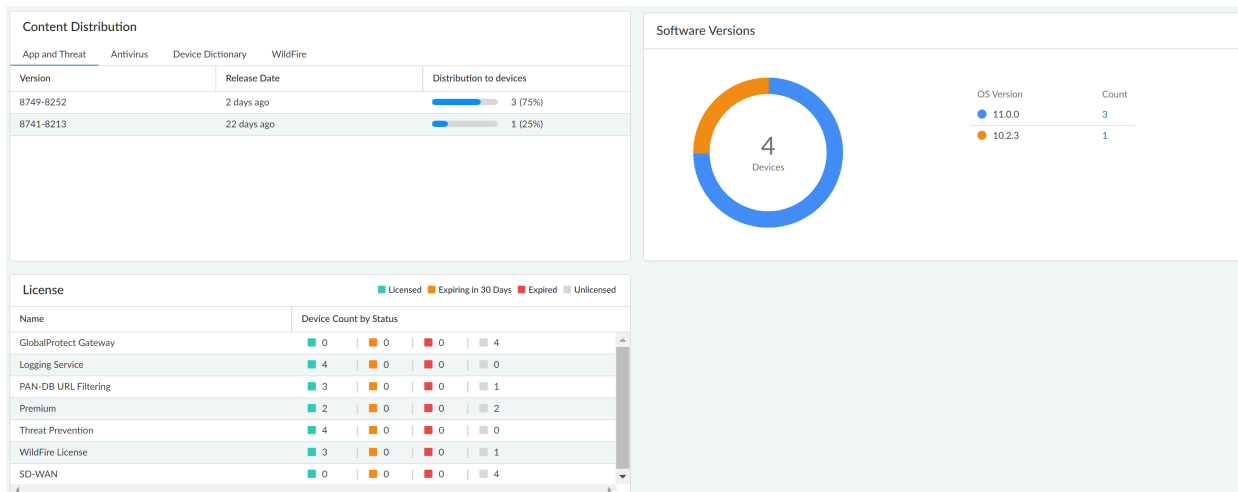 Content Distribution
App and Threat Antivirus Device Dictionary WildFire
Version Release Date Distribution to devices
8749-8252 2 days ago 3 (75%)
8741-8213 22 days ago 1 (25%)
Software Versions
4
Devices
OS Version Count
11.0.0 3
10.2.3 1
License Licensed Expiring in 30 Days Expired Unlicensed
Name Device Count by Status
GlobalProtect Gateway 0 | 0 | 0 | 4
Logging Service 4 | 0 | 0 | 0
PAN-DB URL Filtering 3 | 0 | 0 | 1
Premium 2 | 0 | 0 | 2
Threat Prevention 4 | 0 | 0 | 0
WildFire License 3 | 0 | 0 | 1
SD-WAN 0 | 0 | 0 | 4